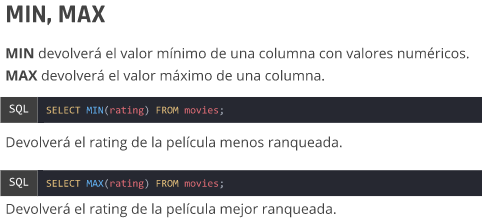 MIN, MAX
MIN devolverá el valor mínimo de una columna con valores numéricos.
MAX devolverá el valor máximo de una columna.
SQL SELECT MIN(rating) FROM movies;
Devolverá el rating de la película menos ranqueada.
SQL SELECT MAX(rating) FROM movies;
Devolverá el rating de la película mejor ranqueada.